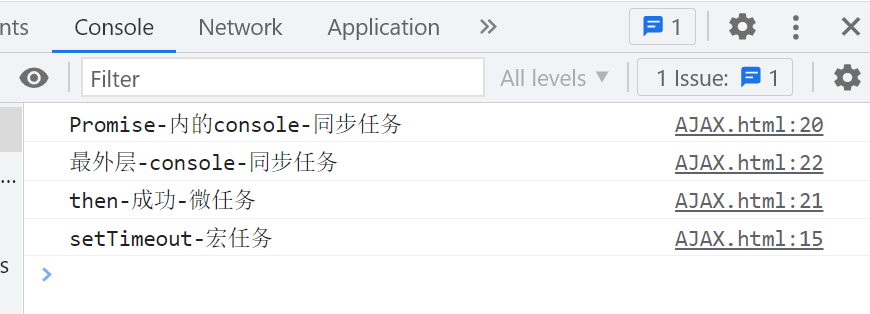 nts Console Network Application 1
Filter All levels ▼ 1 Issue: 1
Promise-内的console-同步任务 AJAX.html:20
最外层-console-同步任务 AJAX.html:22
... then-成功-微任务 AJAX.html:21
setTimeout-宏任务 AJAX.html:15
s